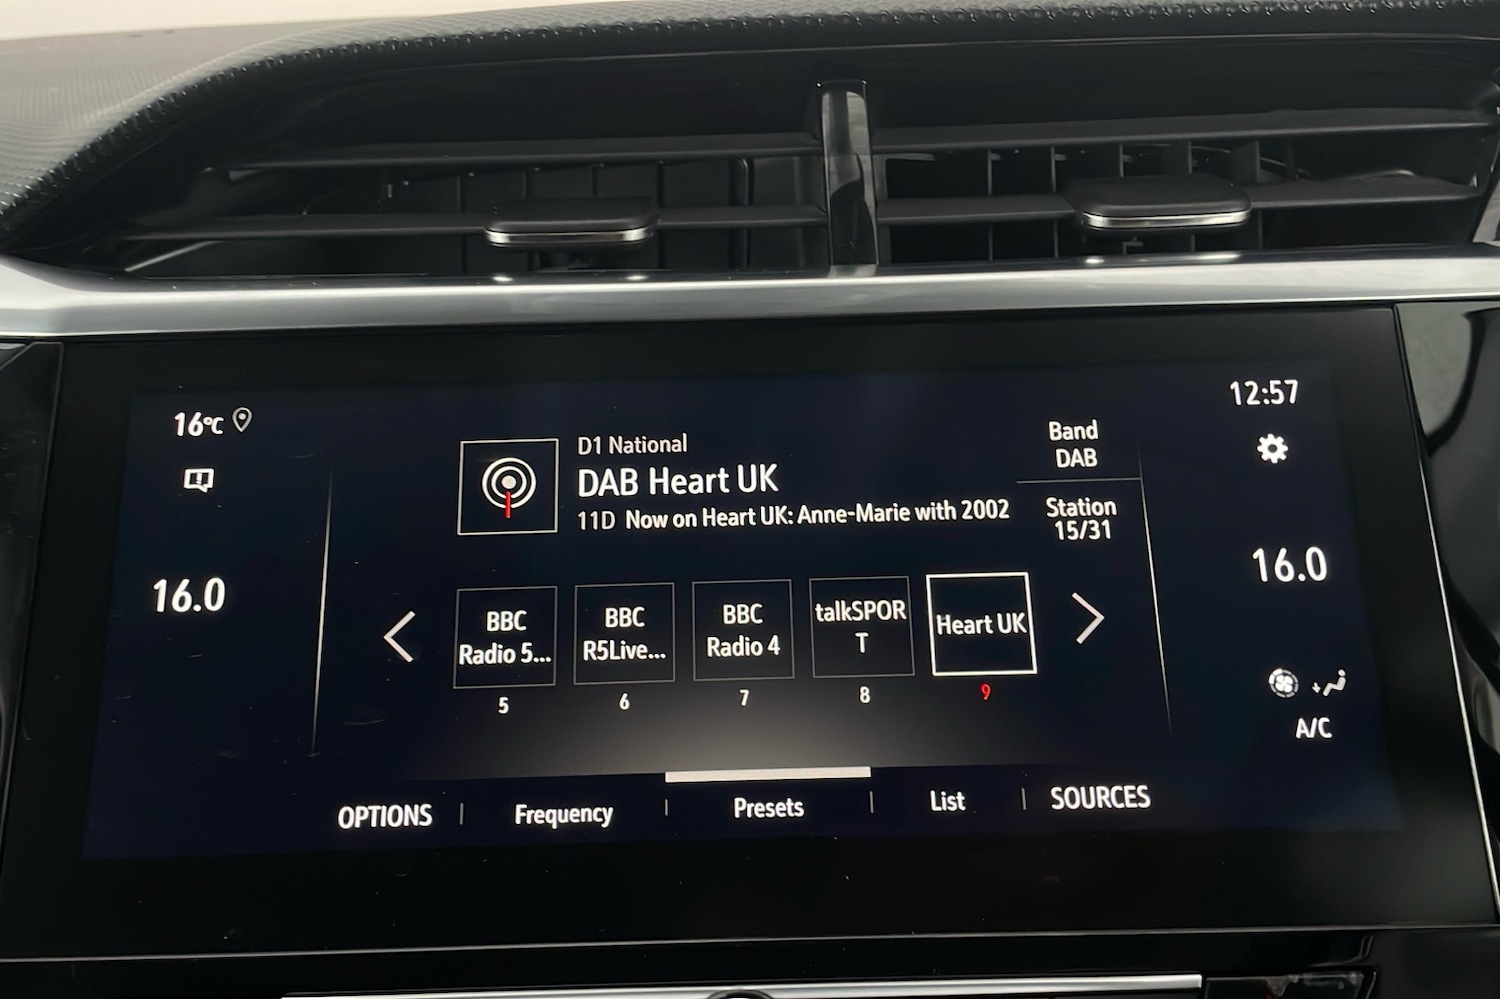 16°C
12:57
D1 National
DAB Heart UK
11D Now on Heart UK: Anne-Marie with 2002
Band
DAB
Station
15/31
16.0
16.0
BBC
Radio 5...
5
BBC
R5Live...
6
BBC
Radio 4
7
talkSPOR
T
8
Heart UK
9
A/C
OPTIONS
Frequency
Presets
List
SOURCES